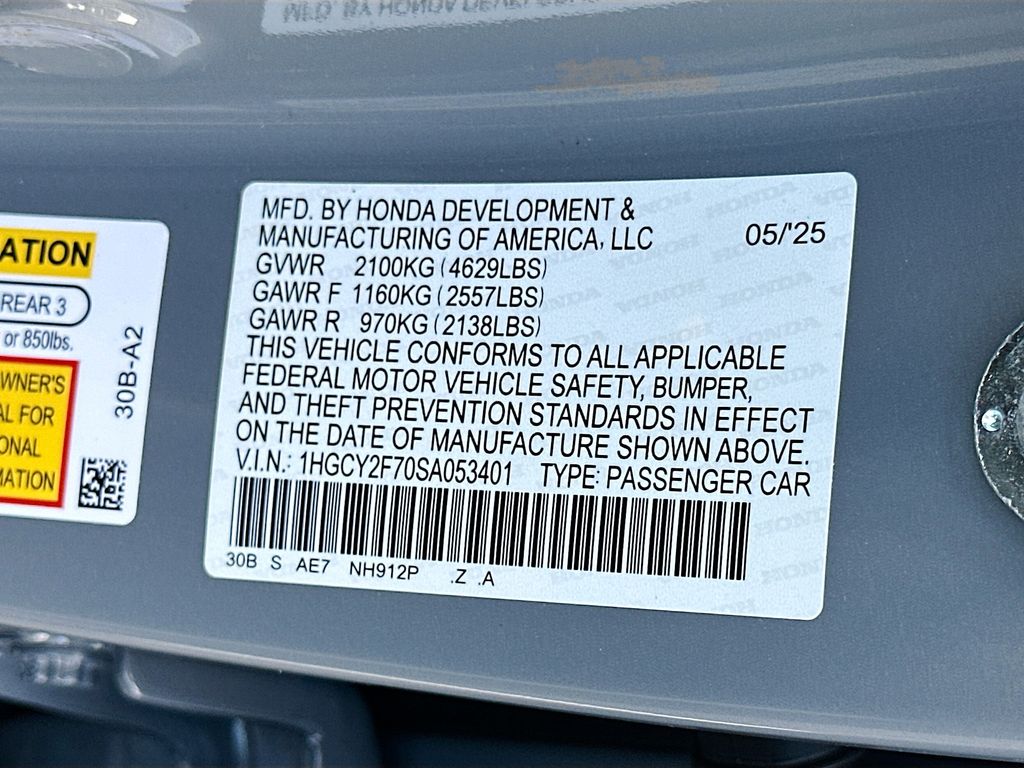 MFD. BY HONDA DEVELOPMENT &
MANUFACTURING OF AMERICA, LLC 05/'25
GVWR 2100KG (4629LBS)
GAWR F 1160KG (2557LBS)
GAWR R 970KG (2138LBS)
THIS VEHICLE CONFORMS TO ALL APPLICABLE
FEDERAL MOTOR VEHICLE SAFETY, BUMPER,
AND THEFT PREVENTION STANDARDS IN EFFECT
ON THE DATE OF MANUFACTURE SHOWN ABOVE.
V.I.N.: 1HGCY2F70SA053401 TYPE: PASSENGER CAR
30B S AE7 NH912P .Z .A
ATION
REAR 3
or 850lbs.
OWNER'S
AL FOR
ONAL
MATION
30B-A2